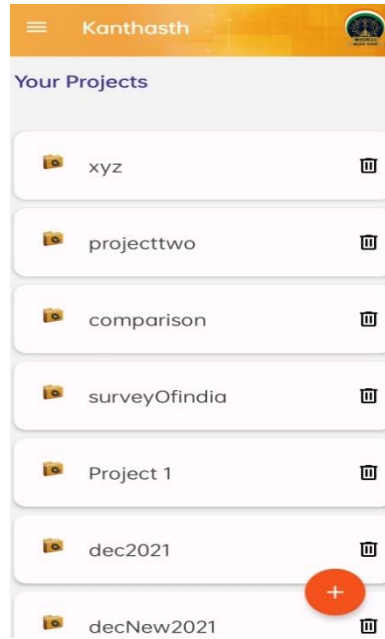 Kanthasth
Your Projects
xyz
projecttwo
comparison
surveyOfindia
Project 1
dec2021
decNew2021